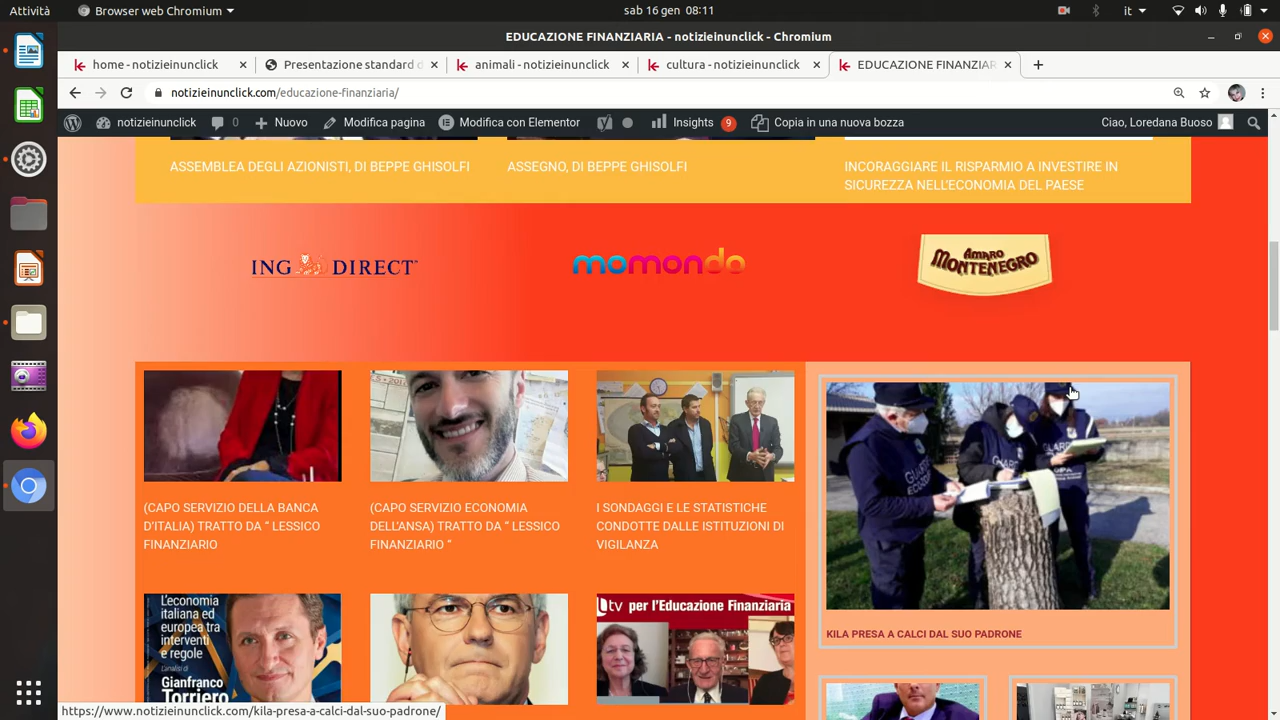 Attività
Browser web Chromium
sab 16 gen 08:11
it
EDUCAZIONE FINANZIARIA - notizieinunclick - Chromium
home - notizieinunclick
Presentazione standard d
animali - notizieinunclick
cultura - notizieinunclick
EDUCAZIONE FINANZIAR
notizieinunclick.com/educazione-finanziaria/
notizieinunclick
0
Nuovo
Modifica pagina
Modifica con Elementor
Insights
9
Copia in una nuova bozza
Ciao, Loredana Buoso
ASSEMBLEA DEGLI AZIONISTI, DI BEPPE GHISOLFI
ASSEGNO, DI BEPPE GHISOLFI
INCORAGGIARE IL RISPARMIO A INVESTIRE IN
SICUREZZA NELL'ECONOMIA DEL PAESE
ING DIRECT
momondo
AMARO
MONTENEGRO
(CAPO SERVIZIO DELLA BANCA
D'ITALIA) TRATTO DA " LESSICO
FINANZIARIO
(CAPO SERVIZIO ECONOMIA
DELL'ANSA) TRATTO DA " LESSICO
FINANZIARIO "
I SONDAGGI E LE STATISTICHE
CONDOTTE DALLE ISTITUZIONI DI
VIGILANZA
KILA PRESA A CALCI DAL SUO PADRONE
L'economia
italiana ed
europea tra
interventi
e regole
L'analisi di
Gianfranco
Torriero
tv per l'Educazione Finanziaria
https://www.notizieinunclick.com/kila-presa-a-calci-dal-suo-padrone/